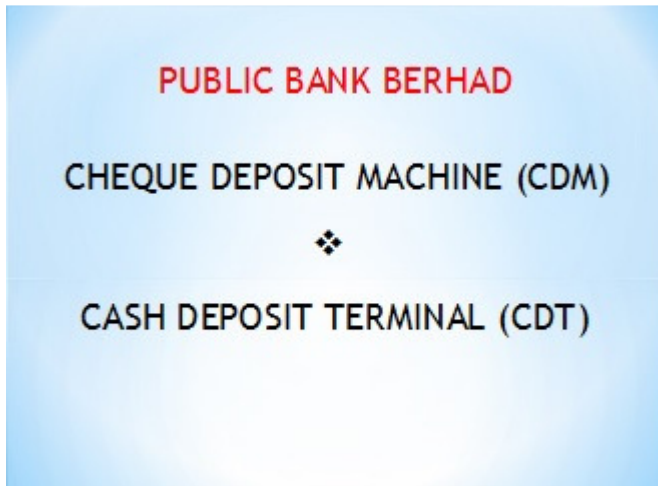 PUBLIC BANK BERHAD
CHEQUE DEPOSIT MACHINE (CDM)
❖
CASH DEPOSIT TERMINAL (CDT)